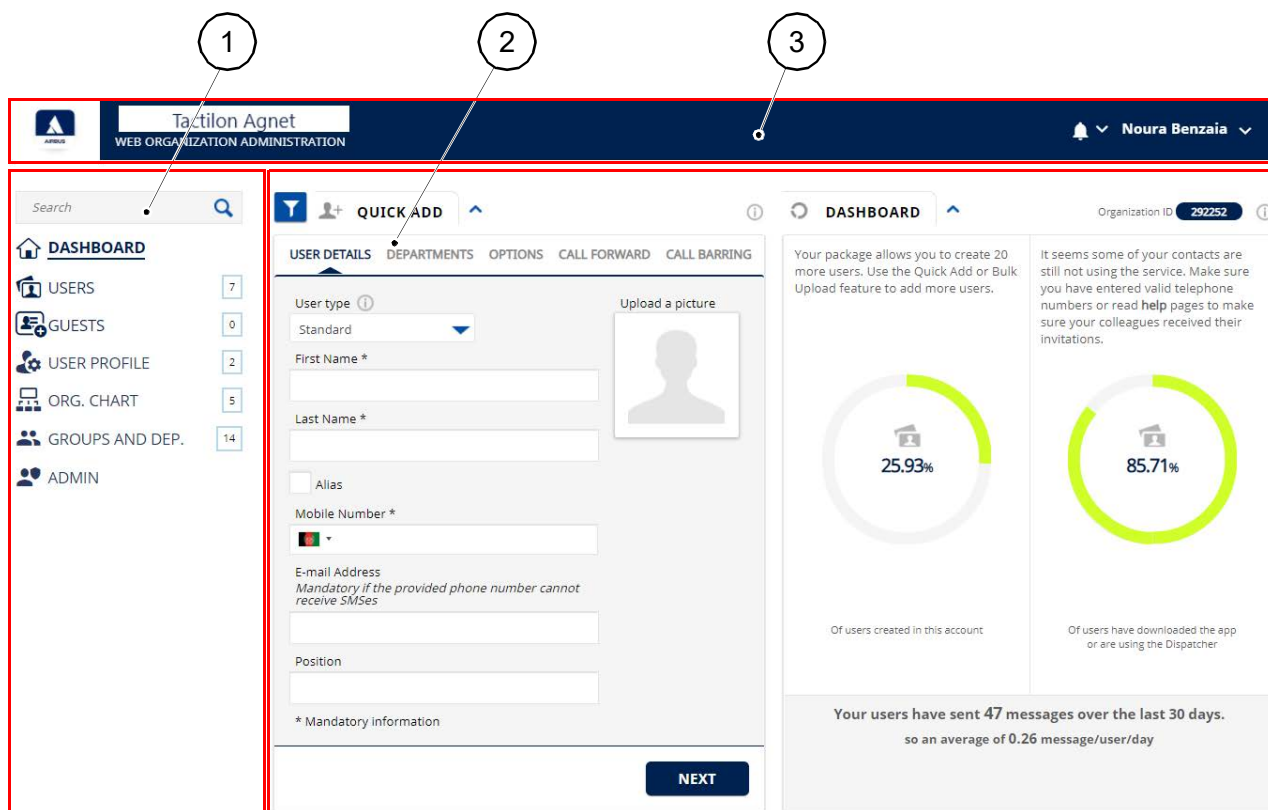 1
2
3
AIRBUS
Tactilon Agnet
WEB ORGANIZATION ADMINISTRATION
Noura Benzaia
Search
DASHBOARD
USERS 7
GUESTS 0
USER PROFILE 2
ORG. CHART 5
GROUPS AND DEP. 14
ADMIN
QUICK ADD
USER DETAILS DEPARTMENTS OPTIONS CALL FORWARD CALL BARRING
User type
Standard
Upload a picture
First Name *
Last Name *
Alias
Mobile Number *
E-mail Address
Mandatory if the provided phone number cannot
receive SMSes
Position
* Mandatory information
NEXT
DASHBOARD
Organization ID 292252
Your package allows you to create 20
more users. Use the Quick Add or Bulk
Upload feature to add more users.
25.93%
Of users created in this account
It seems some of your contacts are
still not using the service. Make sure
you have entered valid telephone
numbers or read help pages to make
sure your colleagues received their
invitations.
85.71%
Of users have downloaded the app
or are using the Dispatcher
Your users have sent 47 messages over the last 30 days.
so an average of 0.26 message/user/day